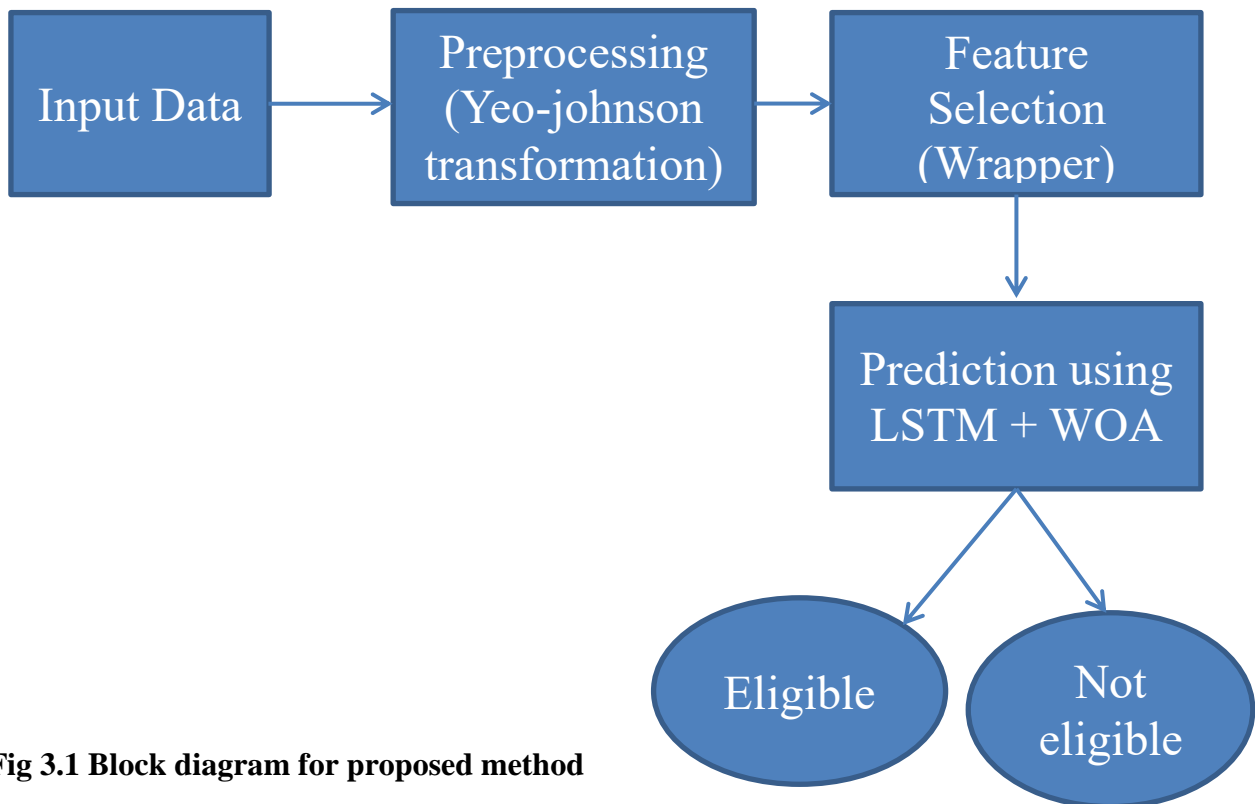 Input Data
Preprocessing
(Yeo-johnson
transformation)
Feature
Selection
(Wrapper)
Prediction using
LSTM + WOA
Eligible
Not
eligible
Fig 3.1 Block diagram for proposed method